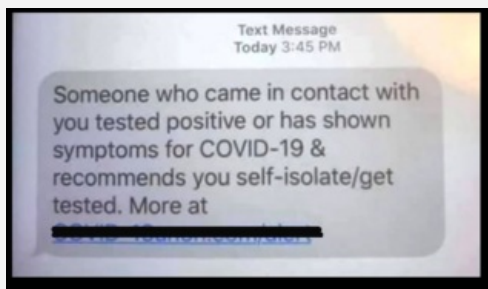 Text Message
Today 3:45 PM
Someone who came in contact with
you tested positive or has shown
symptoms for COVID-19 &
recommends you self-isolate/get
tested. More at